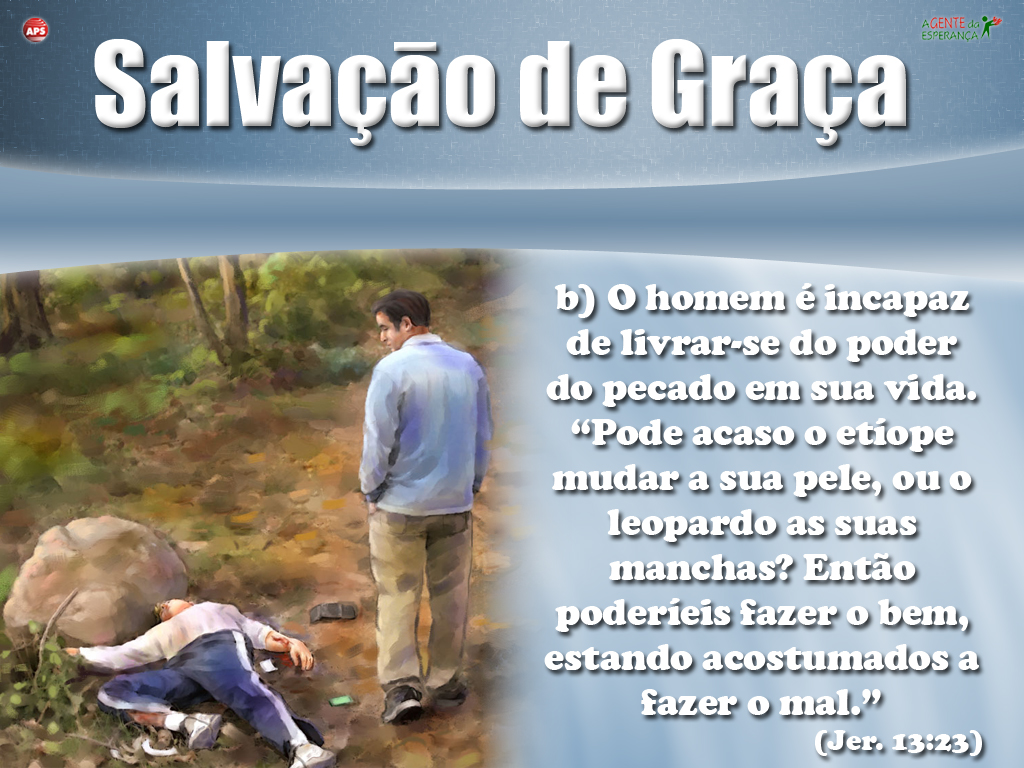 APS
AGENTE da
ESPERANÇA
Salvação de Graça
b) O homem é incapaz
de livrar-se do poder
do pecado em sua vida.
“Pode acaso o etíope
mudar a sua pele, ou o
leopardo as suas
manchas? Então
poderíeis fazer o bem,
estando acostumados a
fazer o mal.”
(Jer. 13:23)